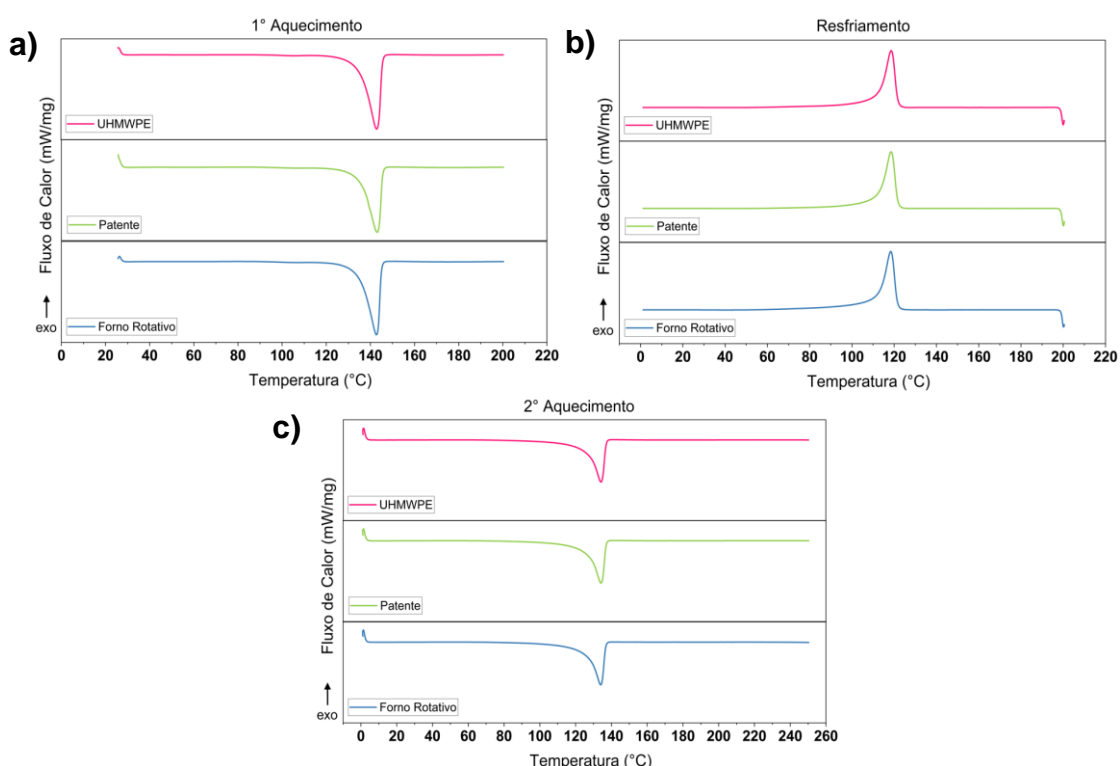 a)
1° Aquecimento
Fluxo de Calor (mW/mg)
UHMWPE
Patente
Forno Rotativo
exo
0 20 40 60 80 100 120 140 160 180 200 220
Temperatura (°C)
b)
Resfriamento
Fluxo de Calor (mW/mg)
UHMWPE
Patente
Forno Rotativo
exo
0 20 40 60 80 100 120 140 160 180 200 220
Temperatura (°C)
c)
2° Aquecimento
Fluxo de Calor (mW/mg)
UHMWPE
Patente
Forno Rotativo
exo
0 20 40 60 80 100 120 140 160 180 200 220 240 260
Temperatura (°C)